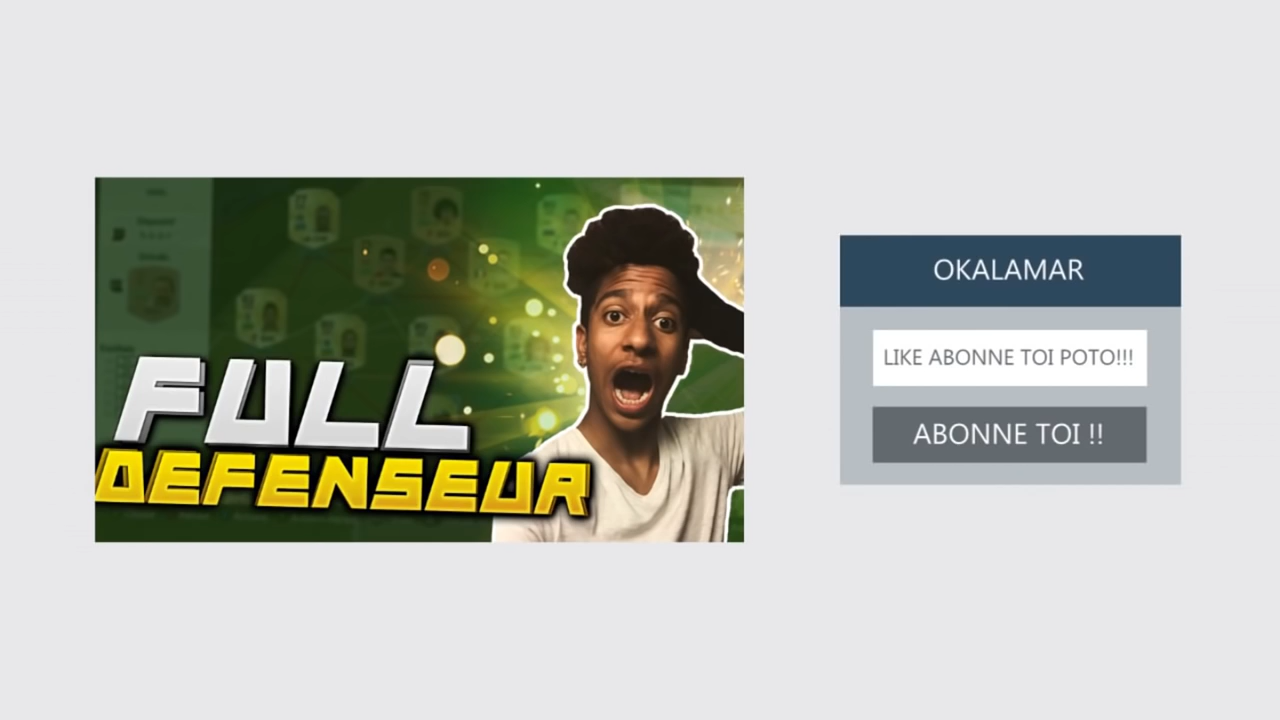 FULL
DEFENSEUR
OKALAMAR
LIKE ABONNE TOI POTO!!!
ABONNE TOI !!